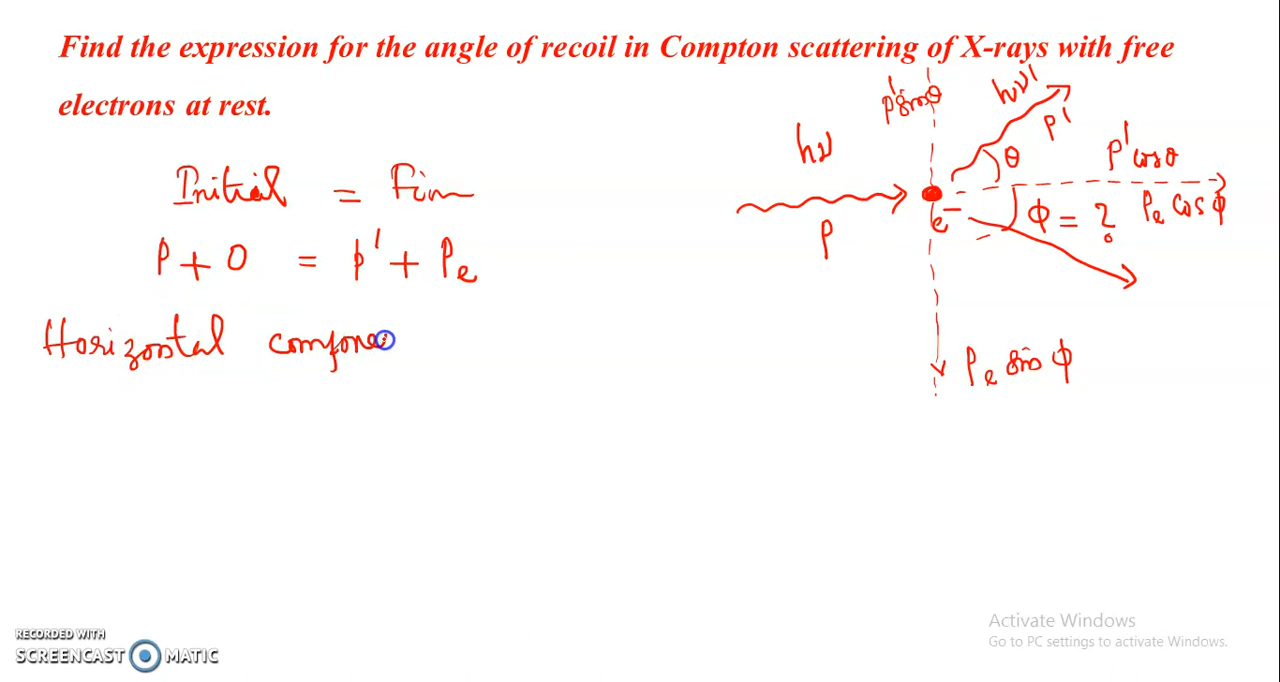 Find the expression for the angle of recoil in Compton scattering of X-rays with free
electrons at rest.
p' sinθ
hν'
p'
hν
θ
p' cosθ
Initial = Fin
P + 0 = p' + Pe
e-
ϕ = ?
Pe cos ϕ
p
Horizontal compone
Pe sin ϕ
Activate Windows
Go to PC settings to activate Windows.
RECORDED WITH
SCREENCAST MATIC